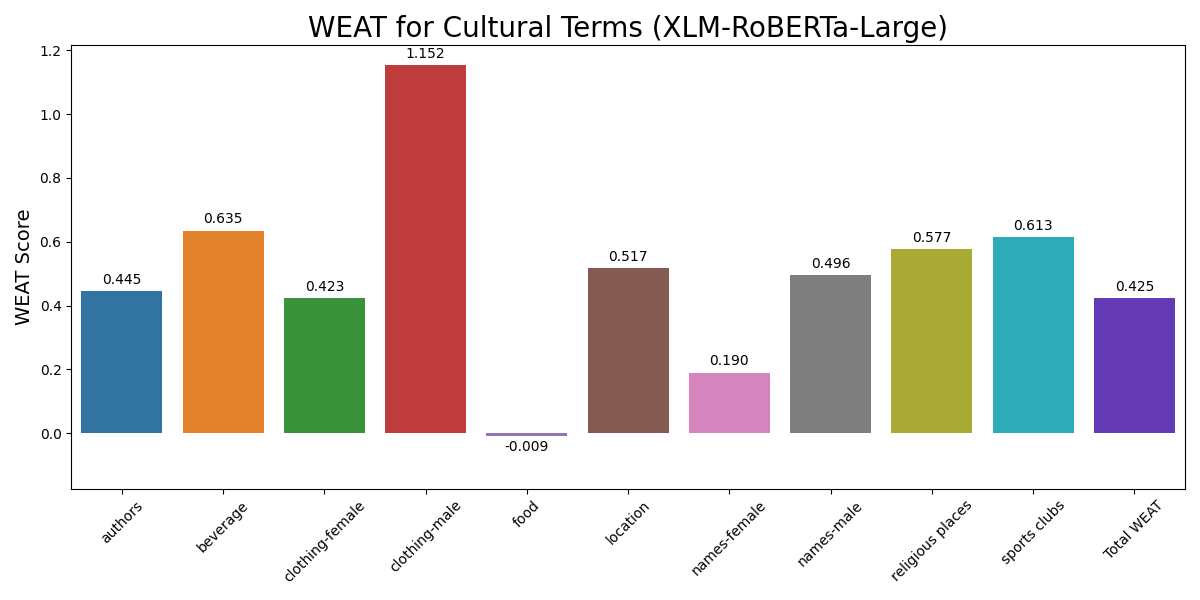 WEAT for Cultural Terms (XLM-RoBERTa-Large)
WEAT Score
1.2
1.0
0.8
0.6
0.4
0.2
0.0
0.445
0.635
0.423
1.152
-0.009
0.517
0.190
0.496
0.577
0.613
0.425
authors
beverage
clothing-female
clothing-male
food
location
names-female
names-male
religious places
sports clubs
Total WEAT